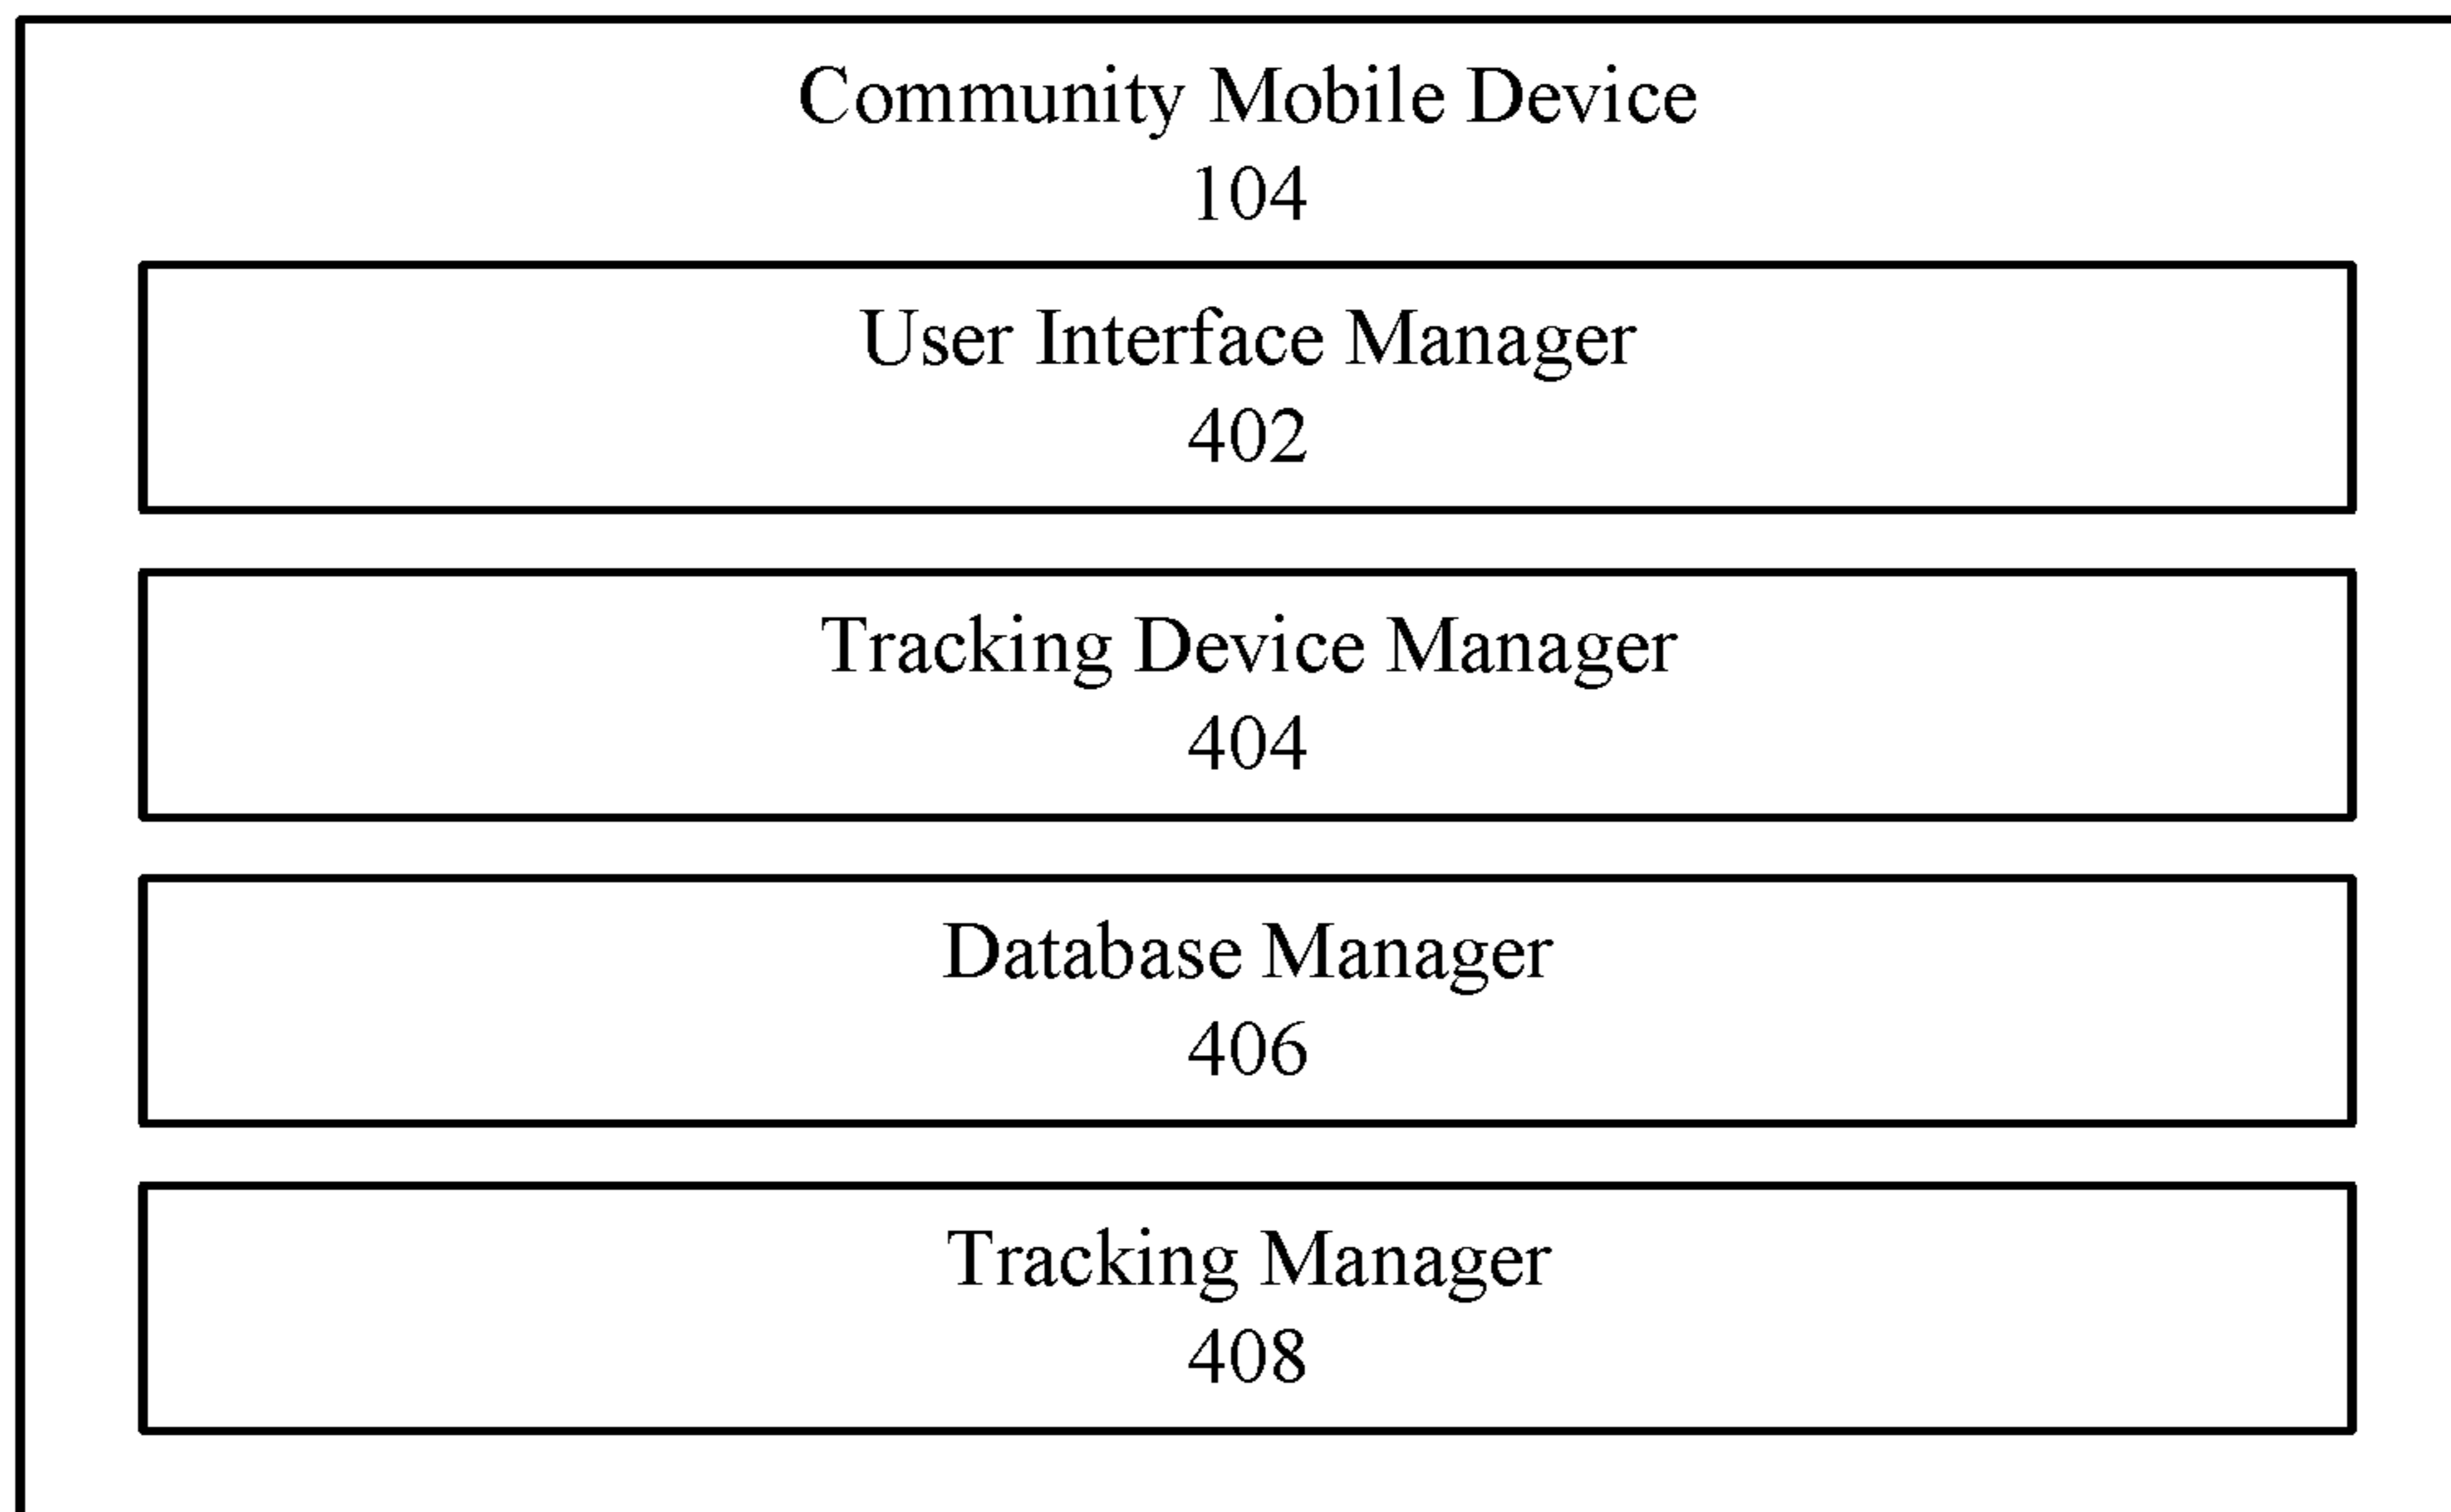 Community Mobile Device
104
User Interface Manager
402
Tracking Device Manager
404
Database Manager
406
Tracking Manager
408